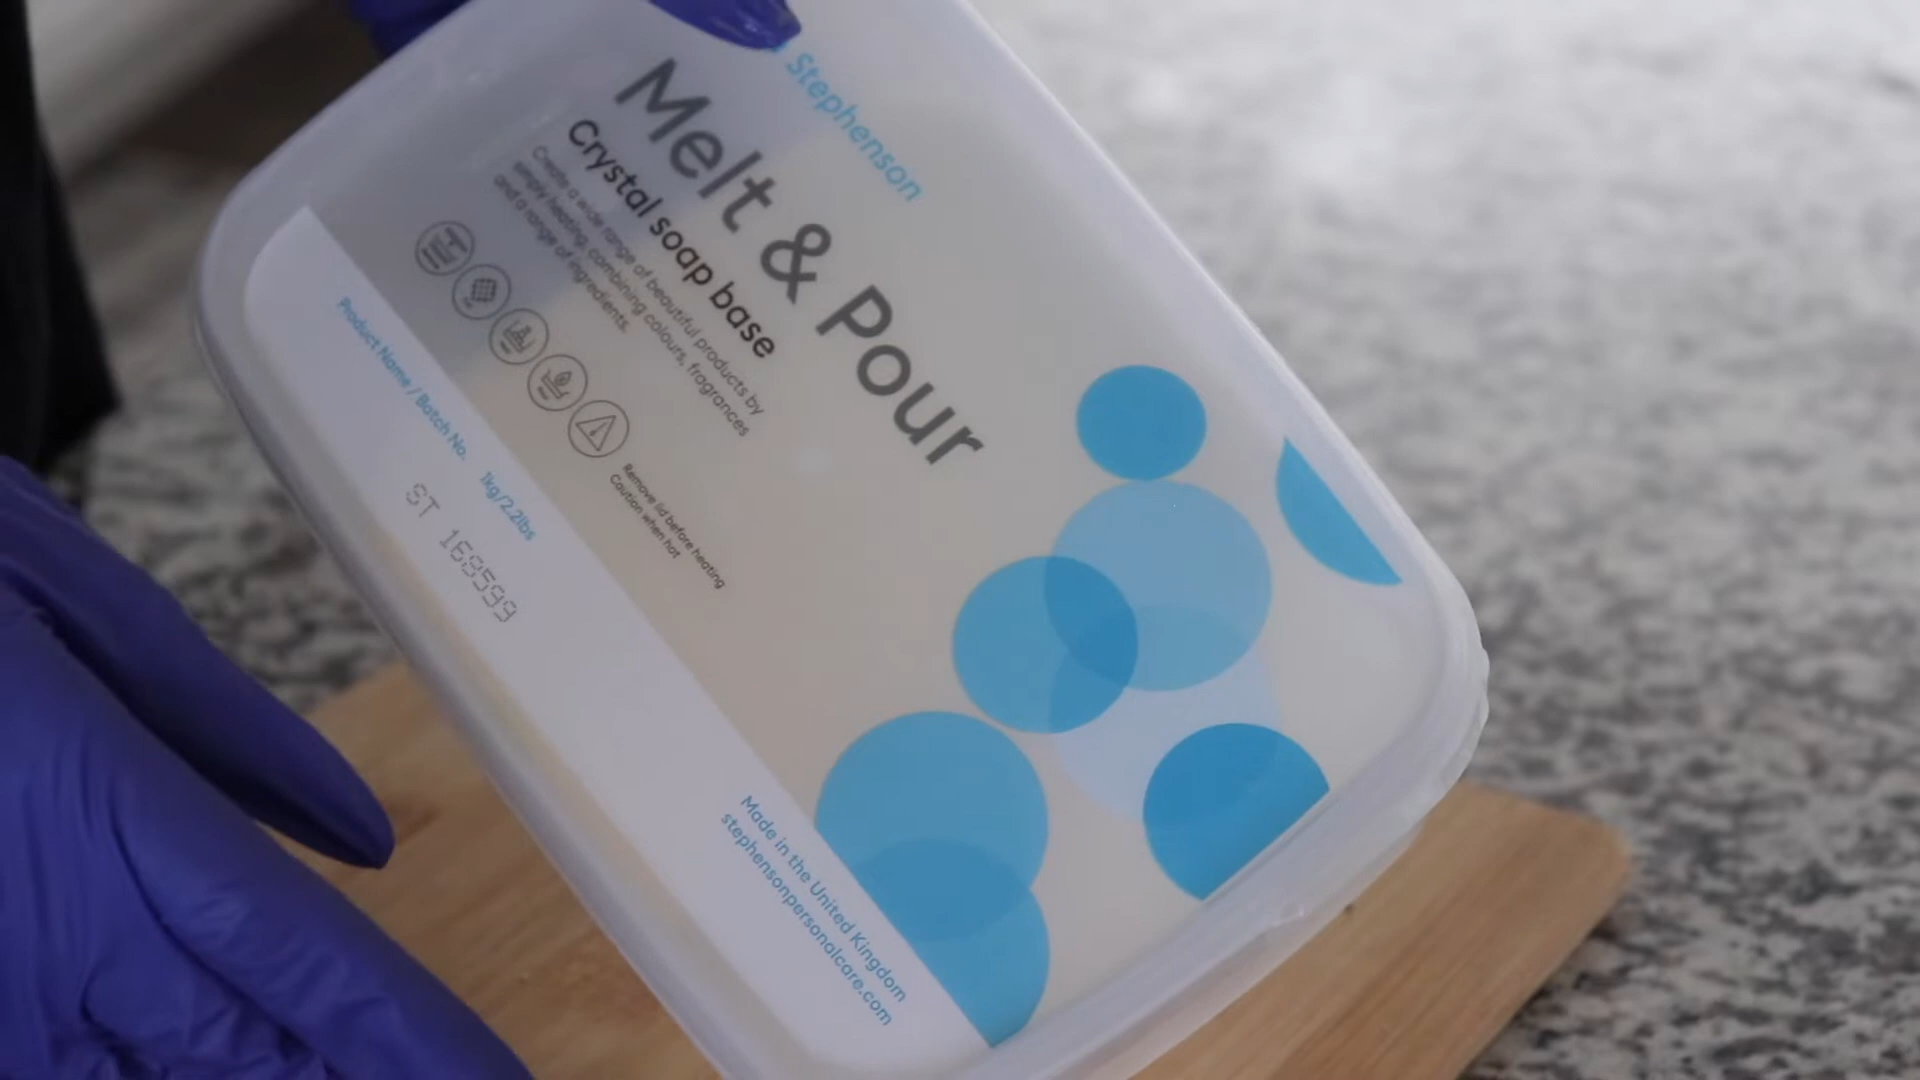 Stephenson
Melt & Pour
Crystal soap base
Create a wide range of beautiful products by
simply heating, combining colours, fragrances
and a range of ingredients.
Remove lid before heating
Caution when hot
Product Name / Batch No. 1kg/2.2lbs
ST 168599
Made in the United Kingdom
stephensonpersonalcare.com